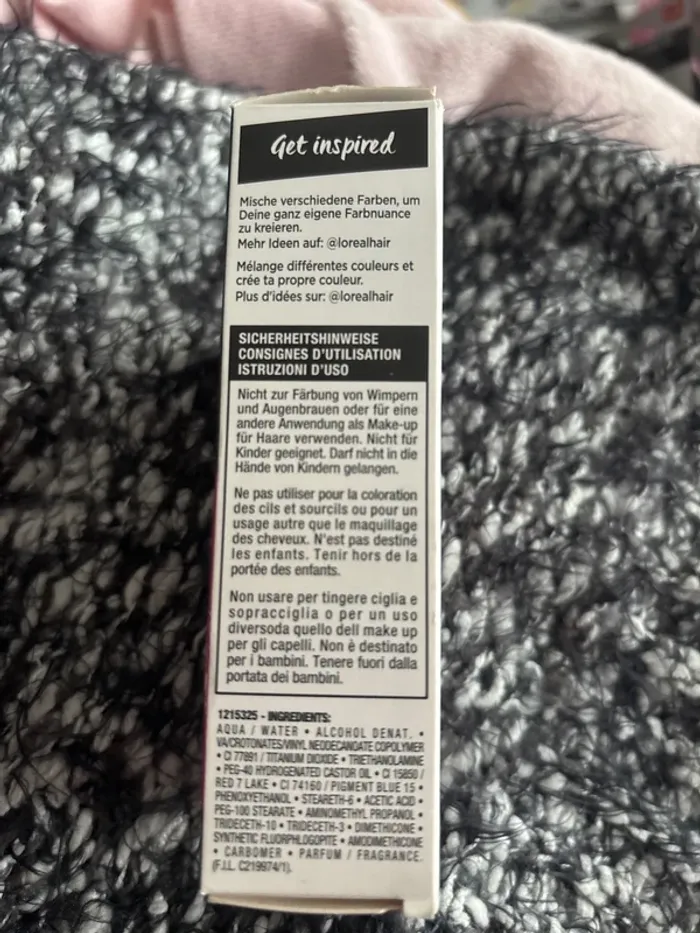 Get inspired
Mische verschiedene Farben, um
Deine ganz eigene Farbnuance
zu kreieren.
Mehr Ideen auf: @lorealhair
Mélange différentes couleurs et
crée ta propre couleur.
Plus d'idées sur: @lorealhair
SICHERHEITSHINWEISE
CONSIGNES D'UTILISATION
ISTRUZIONI D'USO
Nicht zur Färbung von Wimpern
und Augenbrauen oder für eine
andere Anwendung als Make-up
für Haare verwenden. Nicht für
Kinder geeignet. Darf nicht in die
Hände von Kindern gelangen.
Ne pas utiliser pour la coloration
des cils et sourcils ou pour un
usage autre que le maquillage
des cheveux. N'est pas destiné
les enfants. Tenir hors de la
portée des enfants.
Non usare per tingere ciglia e
sopracciglia o per un uso
diversoda quello dell make up
per gli capelli. Non è destinato
per i bambini. Tenere fuori dalla
portata dei bambini.
1215325 - INGREDIENTS:
AQUA / WATER • ALCOHOL DENAT. •
VA/CROTONATES/VINYL NEODECANOATE COPOLYMER
• CI 77891 / TITANIUM DIOXIDE • TRIETHANOLAMINE
• PEG-40 HYDROGENATED CASTOR OIL • CI 15850 /
RED 7 LAKE • CI 74160 / PIGMENT BLUE 15 •
PHENOXYETHANOL • STEARETH-6 • ACETIC ACID •
PEG-100 STEARATE • AMINOMETHYL PROPANOL •
TRIDECETH-10 • TRIDECETH-3 • DIMETHICONE •
SYNTHETIC FLUORPHLOGOPITE • AMODIMETHICONE
• CARBOMER • PARFUM / FRAGRANCE.
(F.I.L. C219974/1).